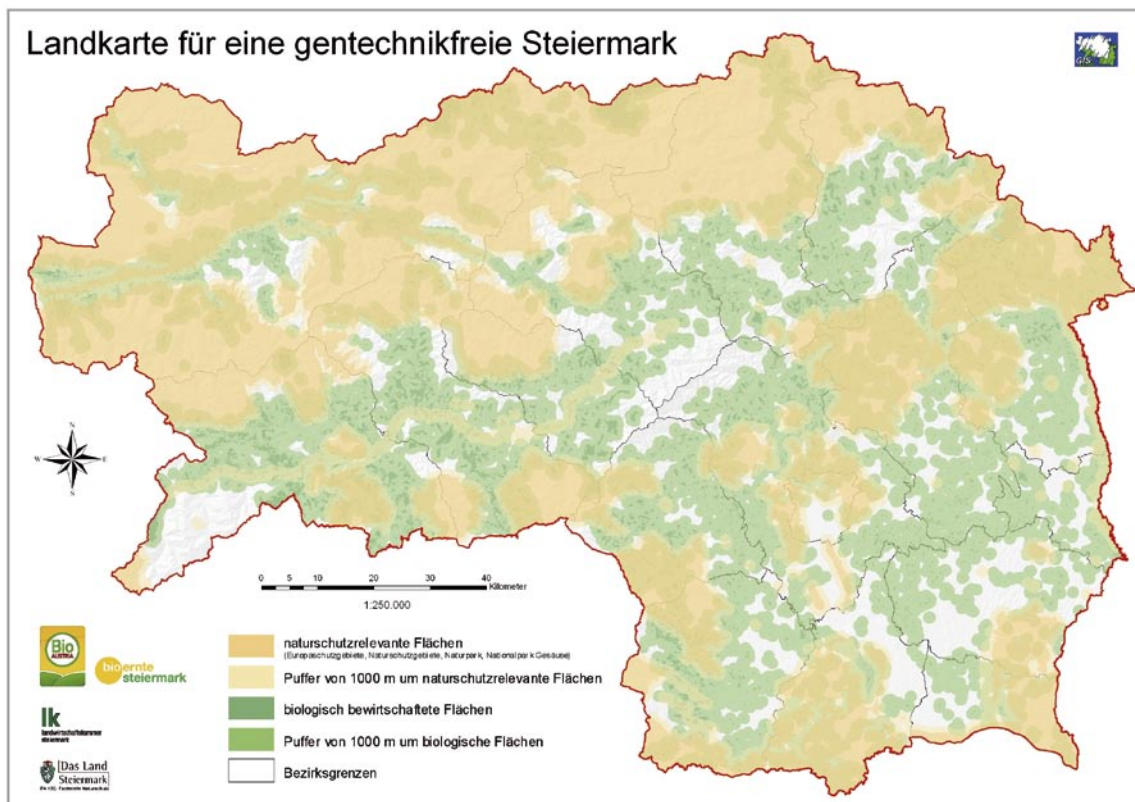 Landkarte für eine gentechnikfreie Steiermark
GIS
N
W E
S
0 5 10 20 30 40
Kilometer
1:250.000
naturschutzrelevante Flächen
(Europaschutzgebiete, Naturschutzgebiete, Naturpark, Nationalpark Gesäuse)
Puffer von 1000 m um naturschutzrelevante Flächen
biologisch bewirtschaftete Flächen
Puffer von 1000 m um biologische Flächen
Bezirksgrenzen
Bio
AUSTRIA
bioernte
steiermark
lk
landwirtschaftskammer
steiermark
Das Land
Steiermark